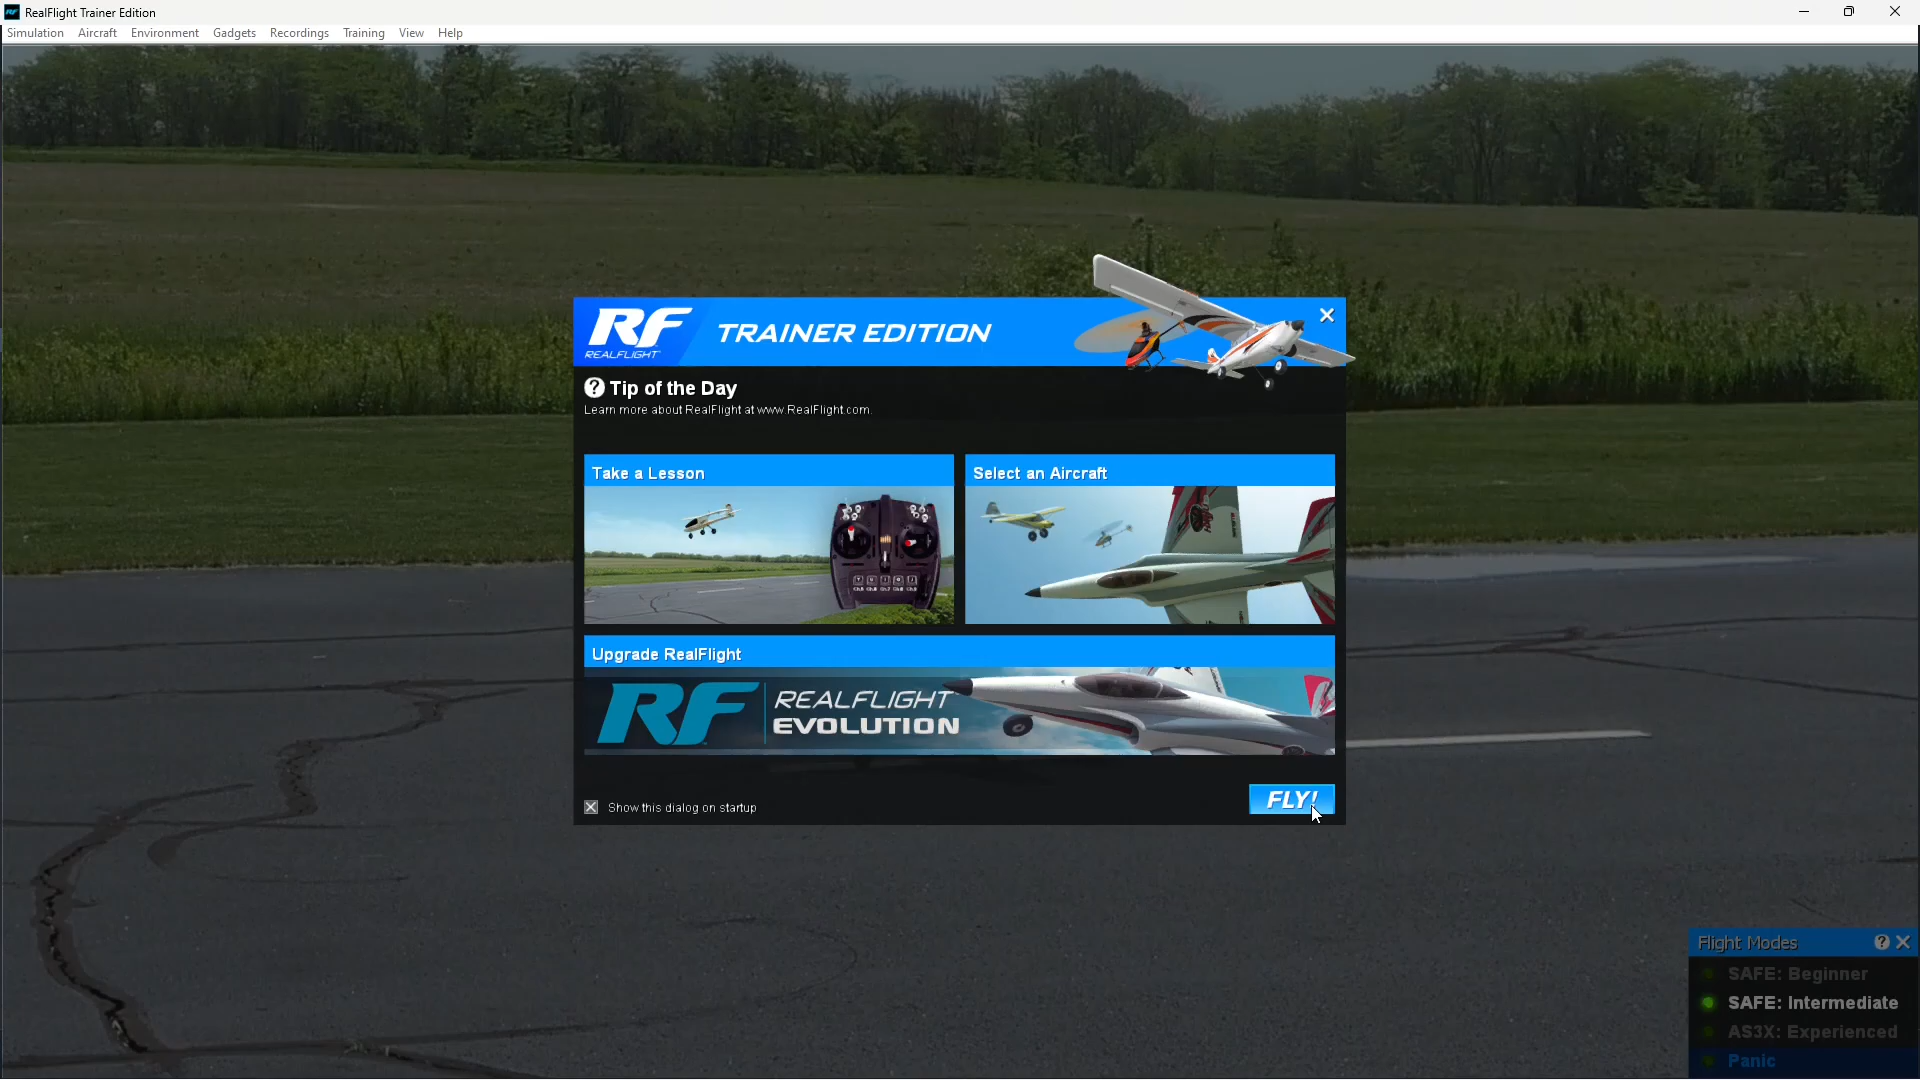 RealFlight Trainer Edition
Simulation Aircraft Environment Gadgets Recordings Training View Help
RF
REALFLIGHT
TRAINER EDITION
Tip of the Day
Learn more about RealFlight at www.RealFlight.com.
Take a Lesson
Select an Aircraft
Upgrade RealFlight
RF REALFLIGHT
EVOLUTION
Show this dialog on startup
FLY!
Flight Modes
SAFE: Beginner
SAFE: Intermediate
AS3X: Experienced
Panic